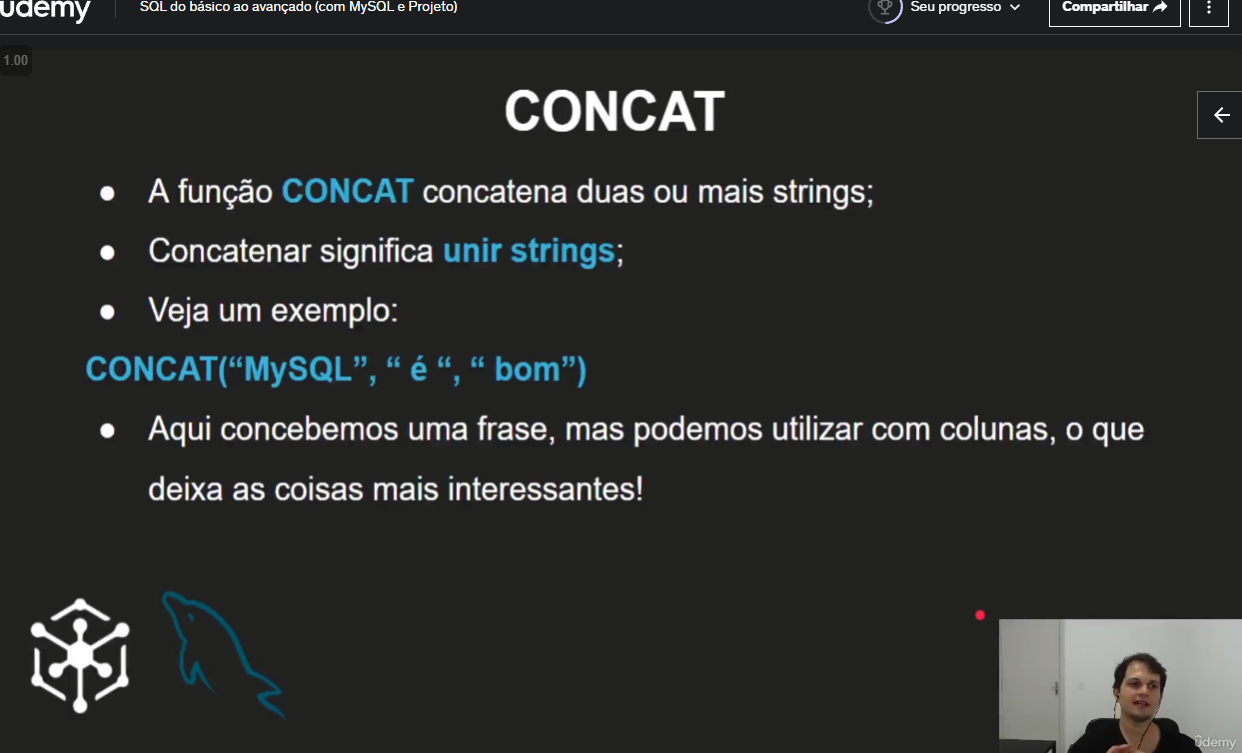 udemy
SQL do básico ao avançado (com MySQL e Projeto)
Seu progresso
Compartilhar
1.00
CONCAT
● A função CONCAT concatena duas ou mais strings;
● Concatenar significa unir strings;
● Veja um exemplo:
CONCAT(“MySQL”, “ é “, “ bom”)
● Aqui concebemos uma frase, mas podemos utilizar com colunas, o que
deixa as coisas mais interessantes!
ûdemy